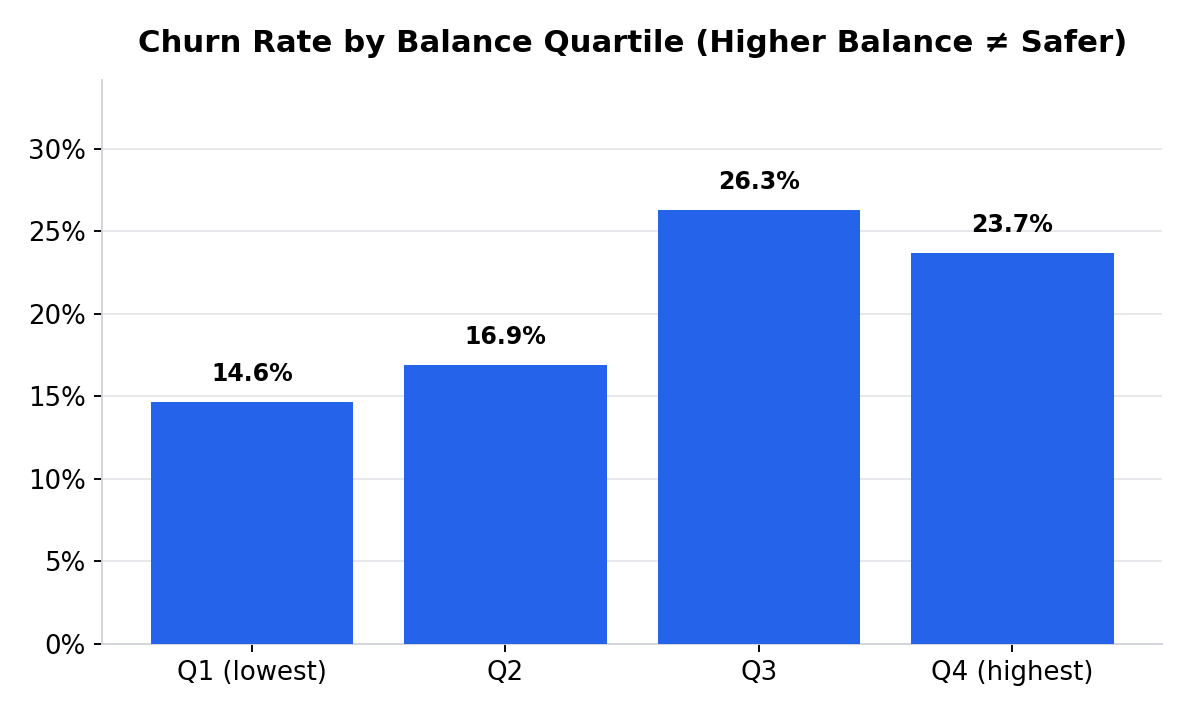 Churn Rate by Balance Quartile (Higher Balance ≠ Safer)
30%
25%
20%
15%
10%
5%
0%
14.6%
16.9%
26.3%
23.7%
Q1 (lowest)
Q2
Q3
Q4 (highest)